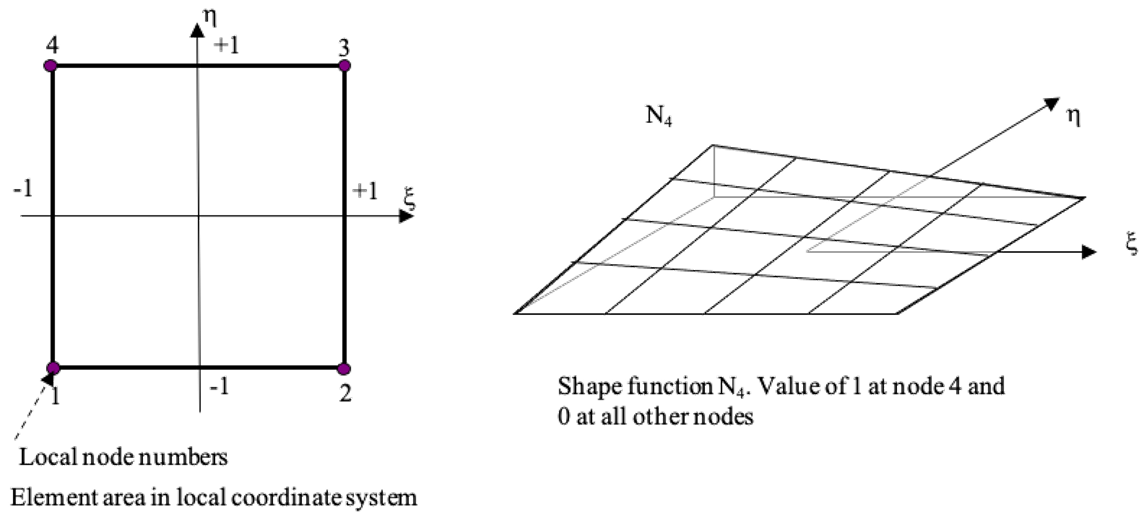 η
4
+1
3
-1
+1
ξ
1
-1
2
Local node numbers
Element area in local coordinate system
N₄
η
ξ
Shape function N₄. Value of 1 at node 4 and
0 at all other nodes